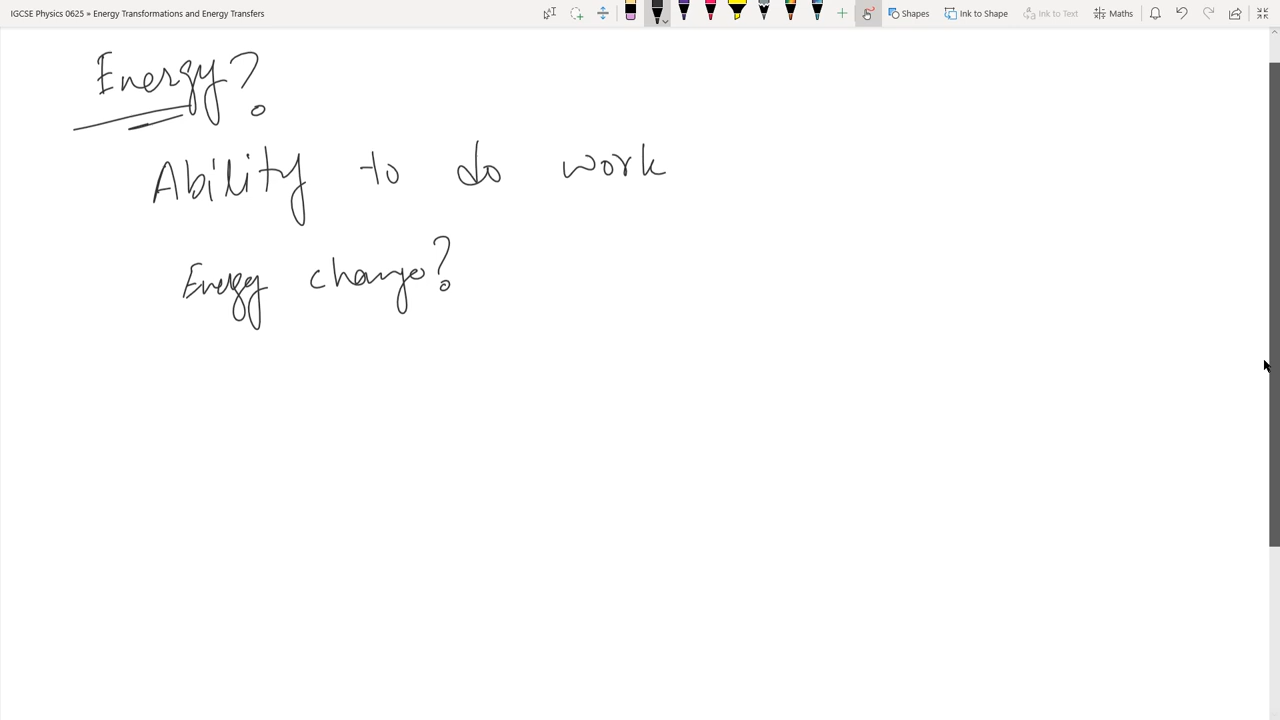 IGCSE Physics 0625 » Energy Transformations and Energy Transfers
Shapes Ink to Shape Ink to Text Maths
Energy?
Ability to do work
Energy change?